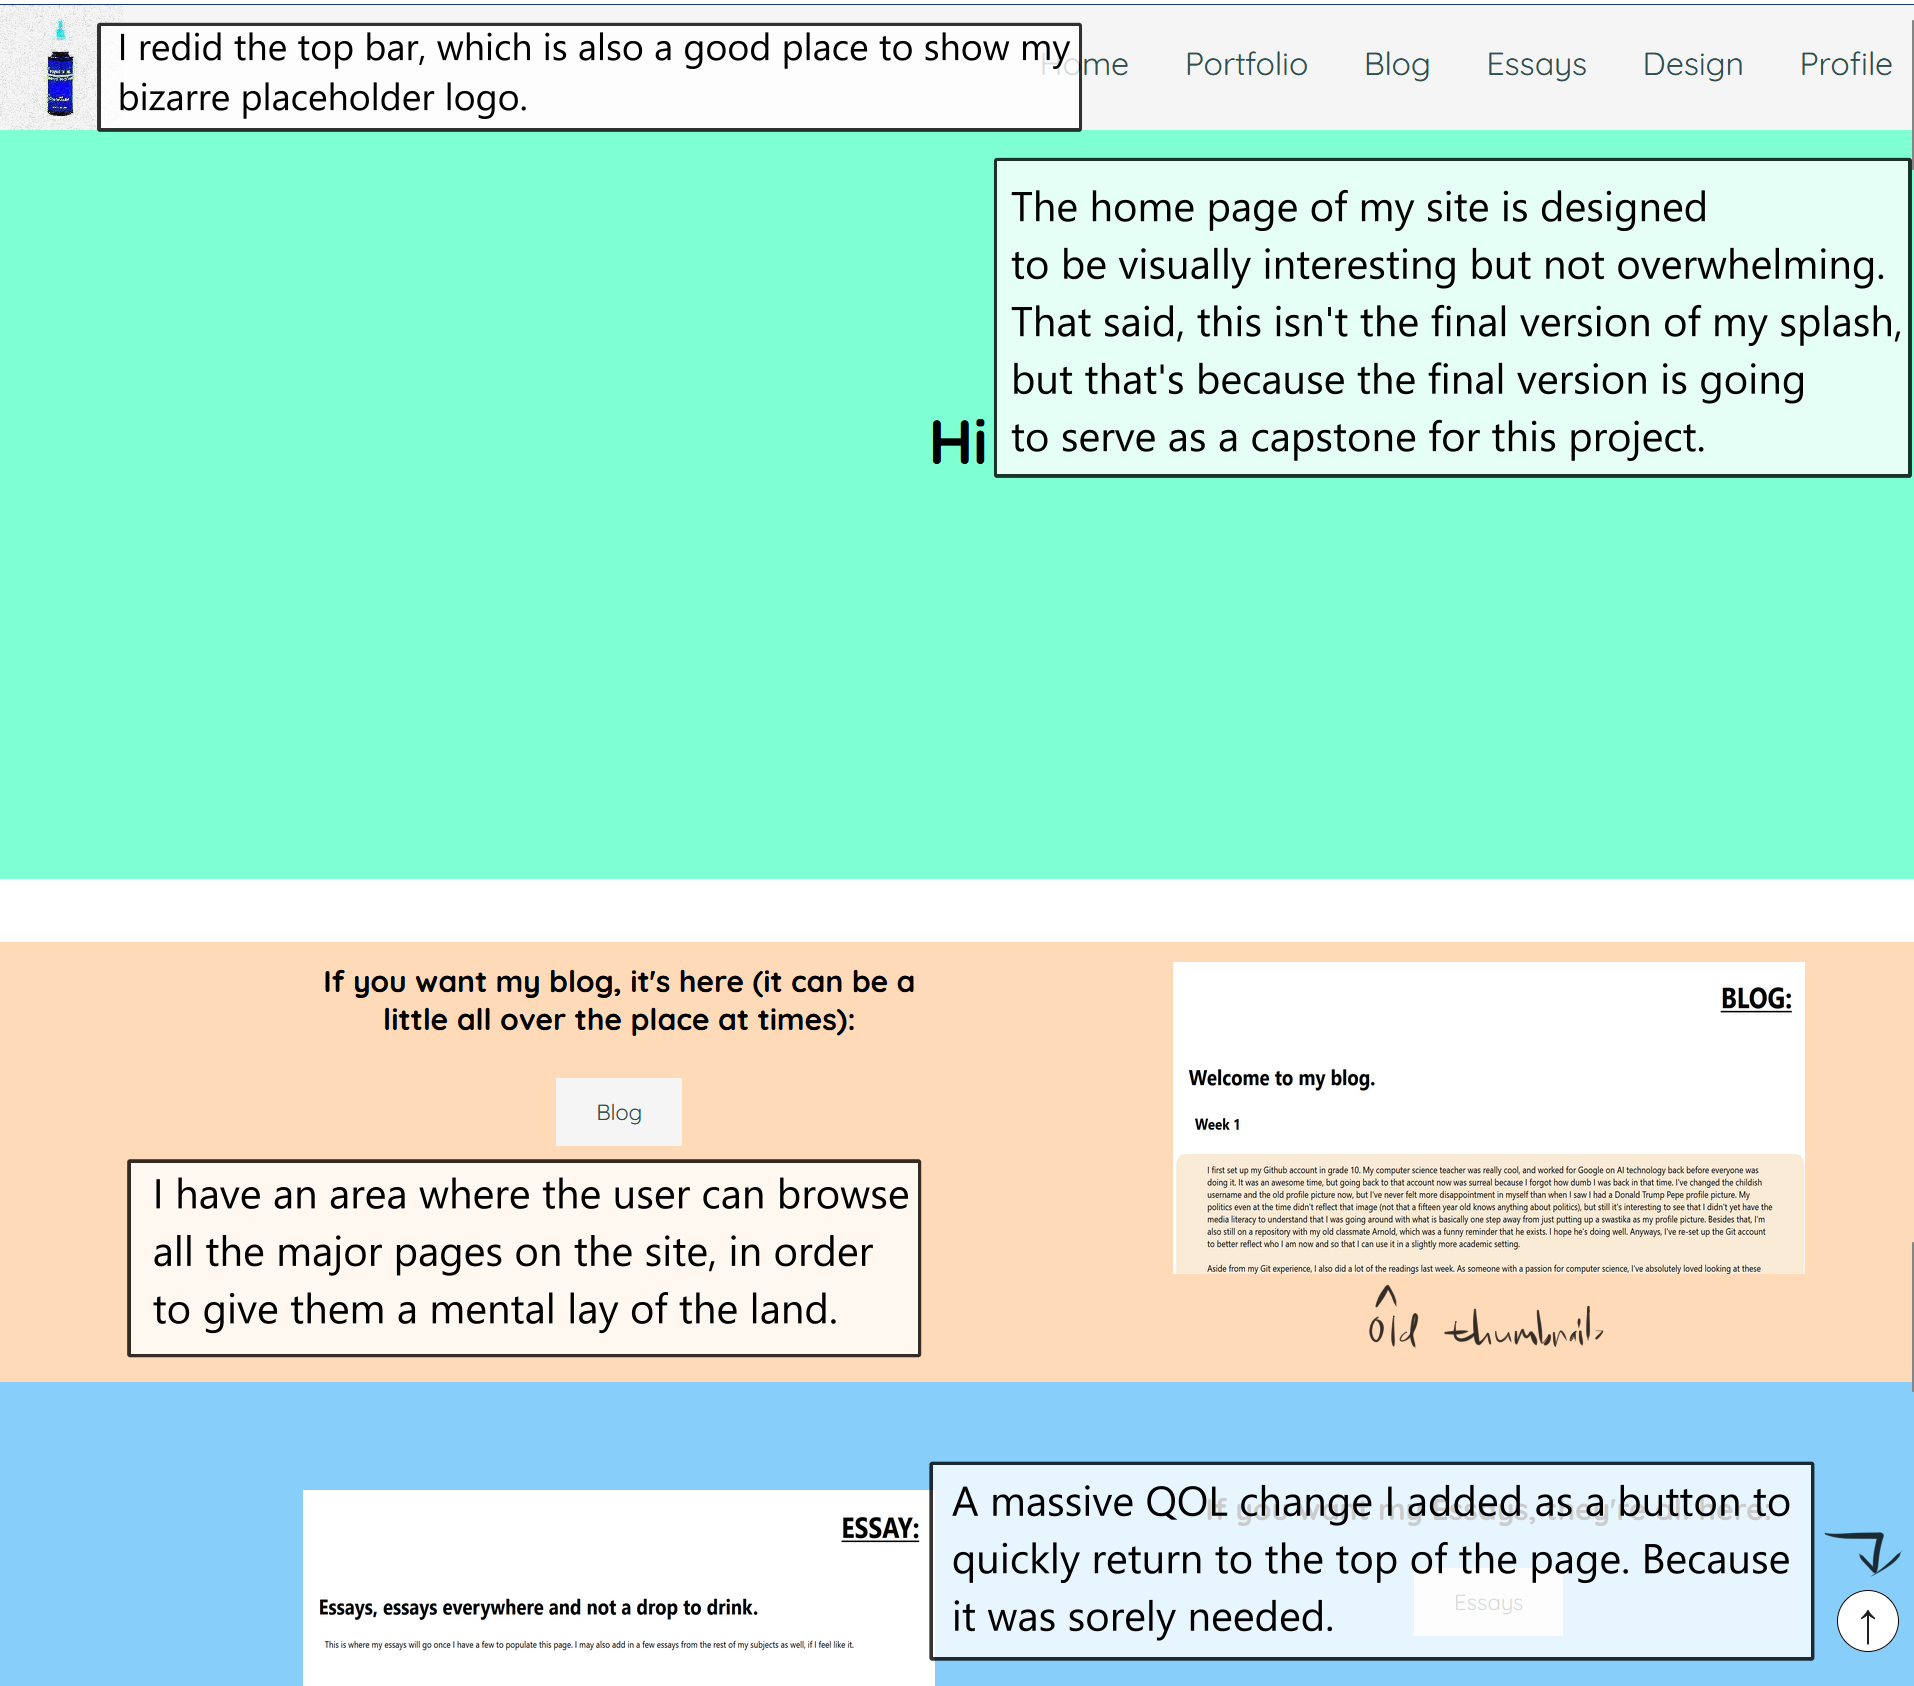 I redid the top bar, which is also a good place to show my
bizarre placeholder logo.
Home Portfolio Blog Essays Design Profile
The home page of my site is designed
to be visually interesting but not overwhelming.
That said, this isn't the final version of my splash,
but that's because the final version is going
to serve as a capstone for this project.
Hi
If you want my blog, it's here (it can be a
little all over the place at times):
Blog
I have an area where the user can browse
all the major pages on the site, in order
to give them a mental lay of the land.
BLOG:
Welcome to my blog.
Week 1
I first set up my Github account in grade 10. My computer science teacher was really cool, and worked for Google on AI technology back before everyone was
doing it. It was an awesome time, but going back to that account now was surreal because I forgot how dumb I was back in that time. I've changed the childish
username and the old profile picture now, but I've never felt more disappointment in myself than when I saw I had a Donald Trump Pepe profile picture. My
politics even at the time didn't reflect that image (not that a fifteen year old knows anything about politics), but still it's interesting to see that I didn't yet have the
media literacy to understand that I was going around with what is basically one step away from just putting up a swastika as my profile picture. Besides that, I'm
also still on a repository with my old classmate Arnold, which was a funny reminder that he exists. I hope he's doing well. Anyways, I've re-set up the Git account
to better reflect who I am now and so that I can use it in a slightly more academic setting.
Aside from my Git experience, I also did a lot of the readings last week. As someone with a passion for computer science, I've absolutely loved looking at these
^
old thumbnails
ESSAY:
Essays, essays everywhere and not a drop to drink.
This is where my essays will go once I have a few to populate this page. I may also add in a few essays from the rest of my subjects as well, if I feel like it.
If you want my Essays, they're all here:
Essays
A massive QOL change I added as a button to
quickly return to the top of the page. Because
it was sorely needed.
↑